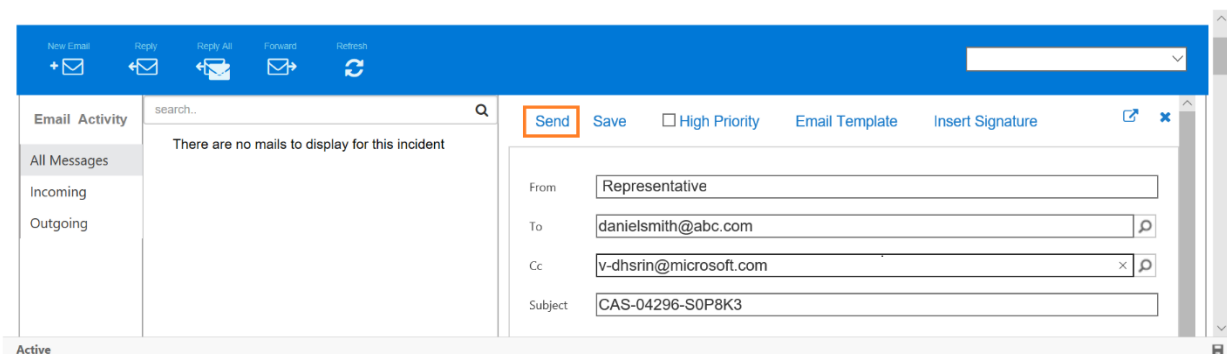 New Email Reply Reply All Forward Refresh
Email Activity
All Messages
Incoming
Outgoing
search..
There are no mails to display for this incident
Send Save High Priority Email Template Insert Signature
From Representative
To danielsmith@abc.com
Cc v-dhsrin@microsoft.com
Subject CAS-04296-S0P8K3
Active